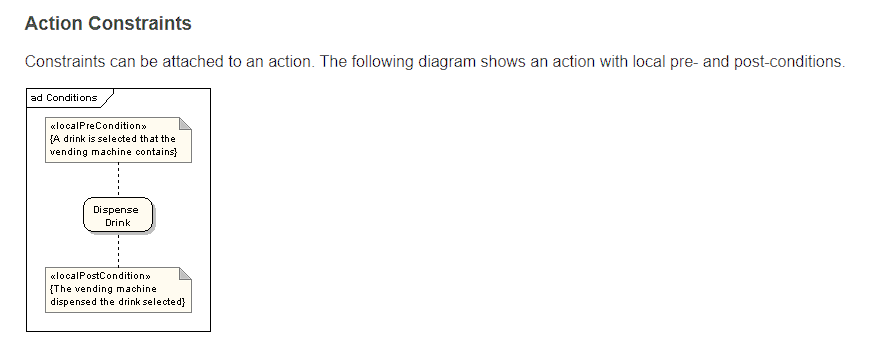 Action Constraints
Constraints can be attached to an action. The following diagram shows an action with local pre- and post-conditions.
ad Conditions
«localPreCondition»
{A drink is selected that the
vending machine contains}
Dispense
Drink
«localPostCondition»
{The vending machine
dispensed the drink selected}